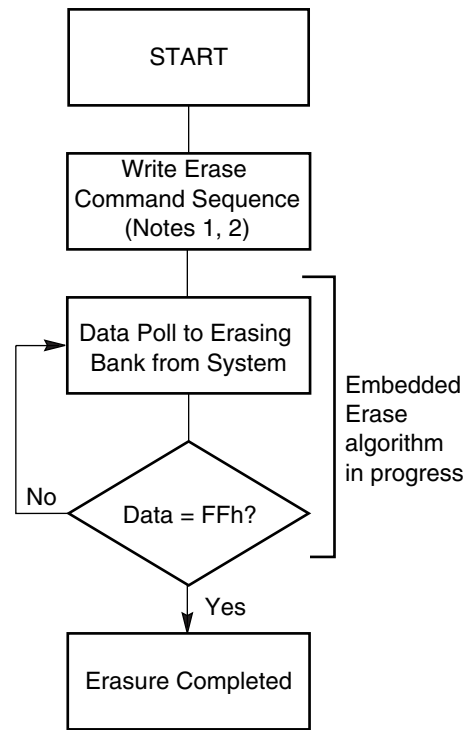 START
Write Erase
Command Sequence
(Notes 1, 2)
Data Poll to Erasing
Bank from System
Embedded
Erase
algorithm
in progress
No
Data = FFh?
Yes
Erasure Completed